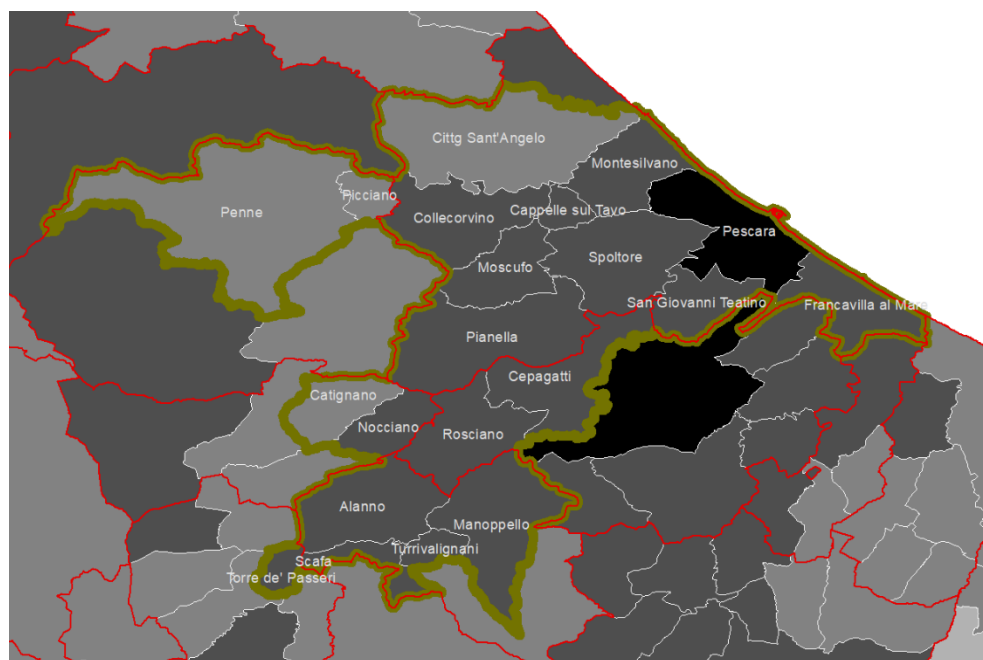 Cittg Sant'Angelo
Montesilvano
Picciano
Penne
Collecorvino
Cappelle sul Tavo
Pescara
Moscufo
Spoltore
San Giovanni Teatino
Francavilla al Mare
Pianella
Cepagatti
Catignano
Nocciano
Rosciano
Alanno
Manoppello
Turrivalignani
Scafa
Torre de' Passeri